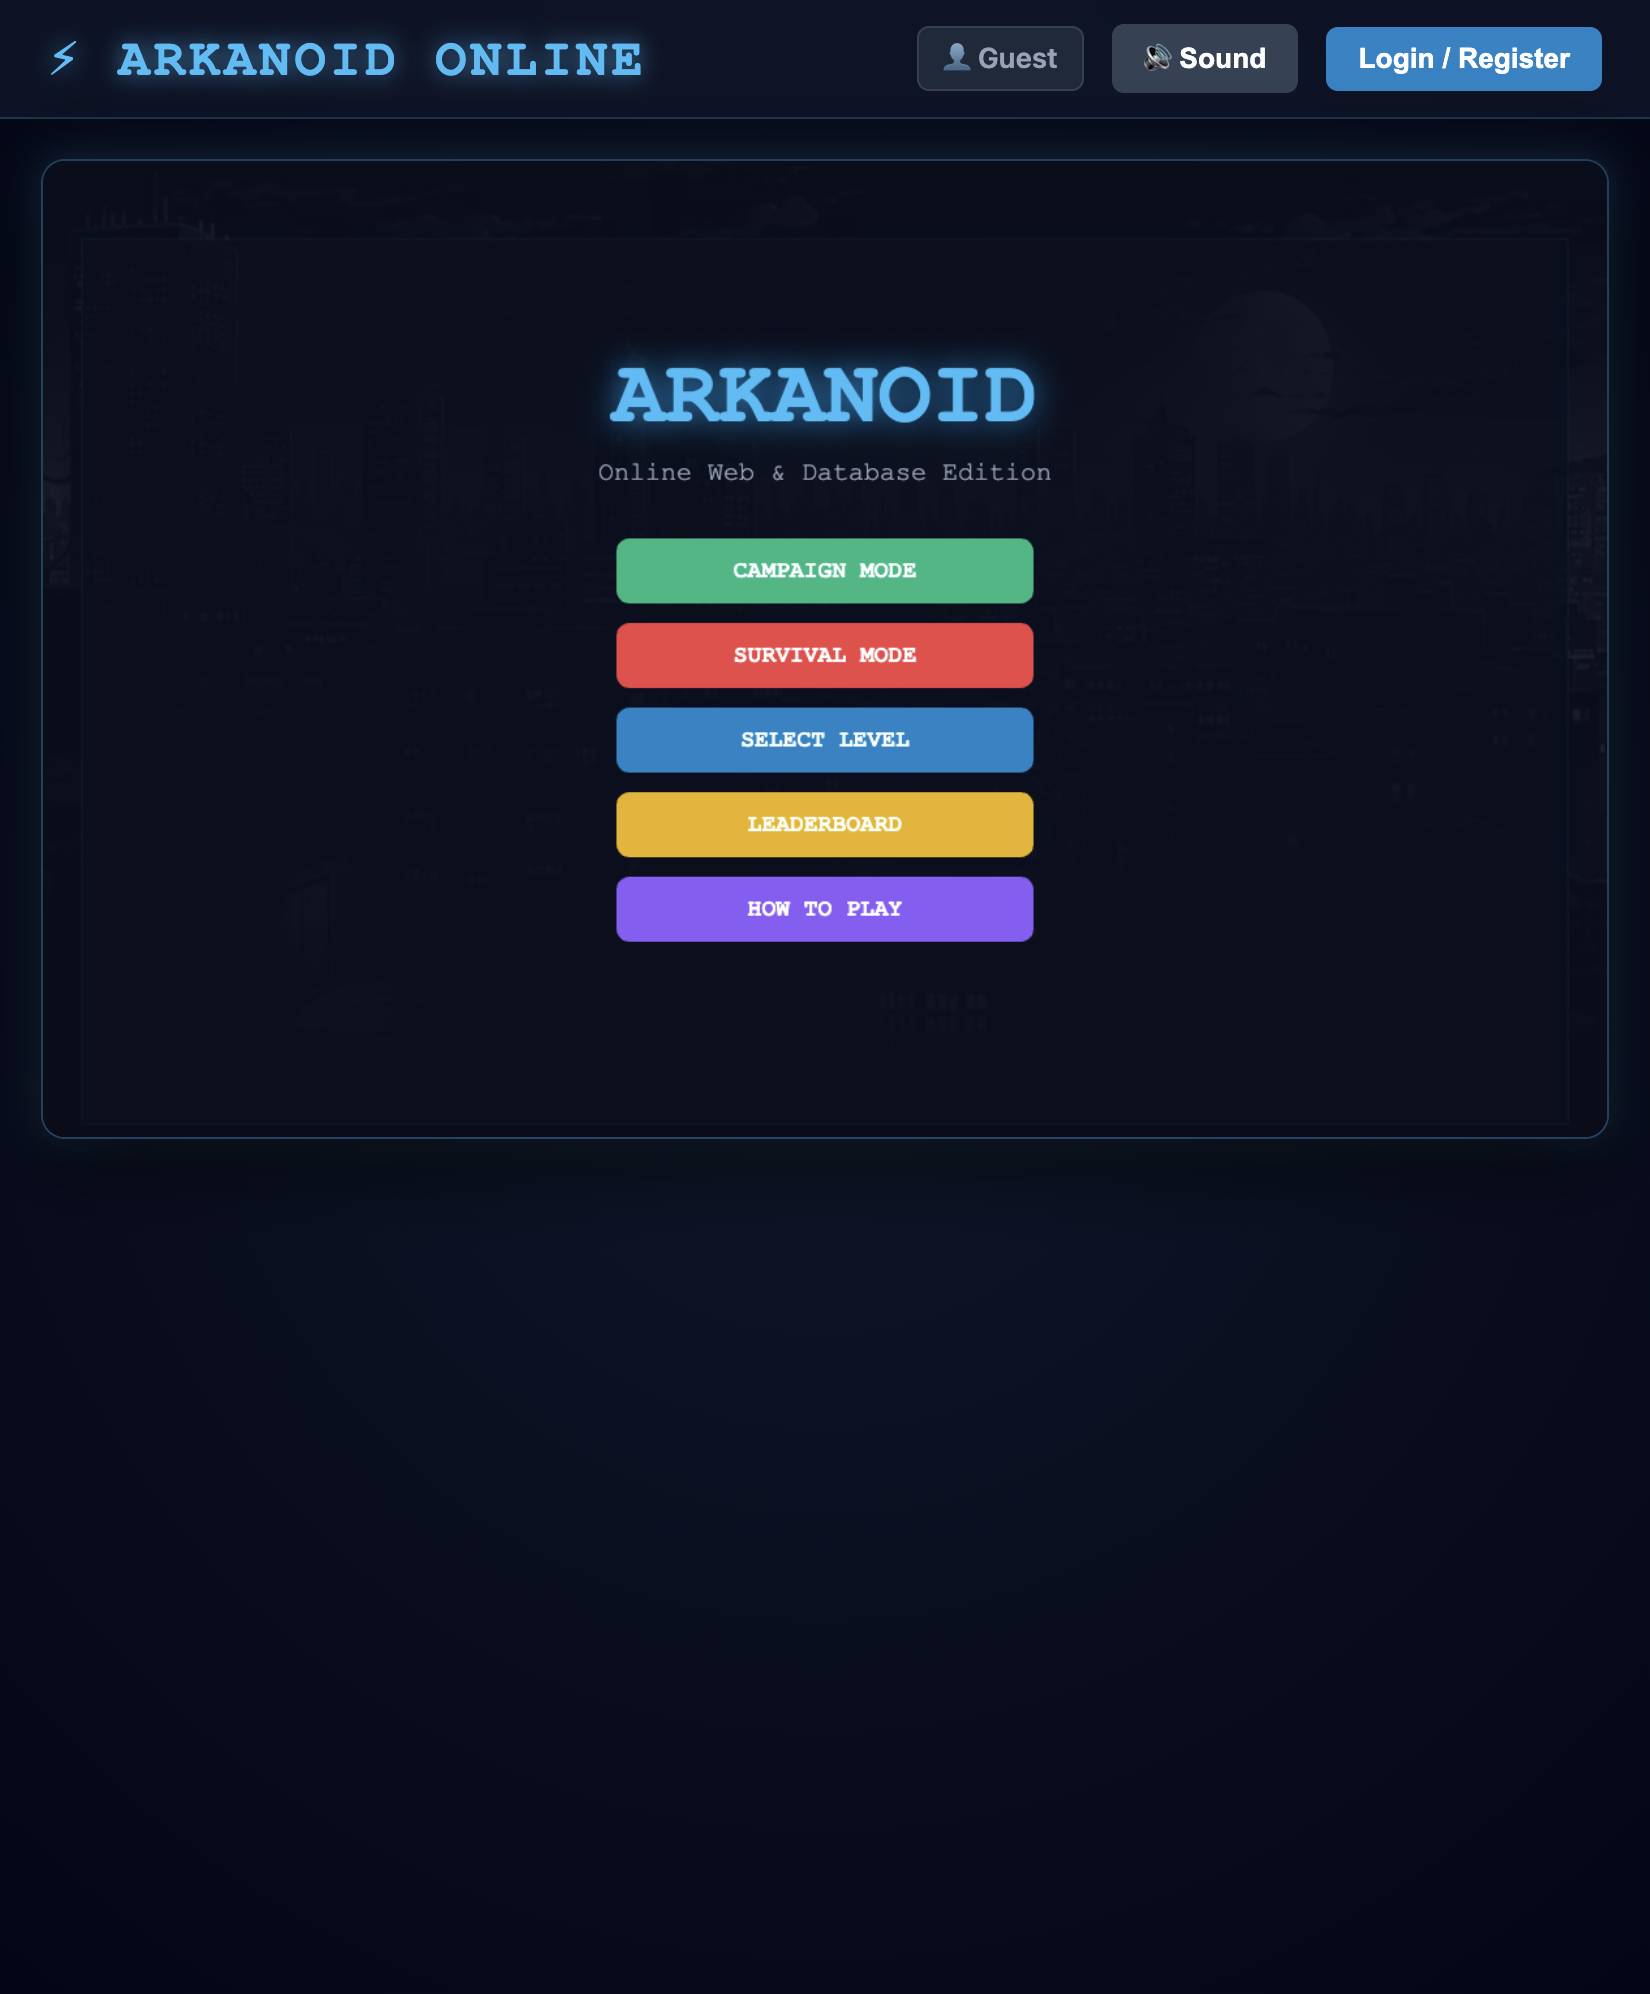 ⚡ ARKANOID ONLINE
👤 Guest
🔊 Sound
Login / Register
ARKANOID
Online Web & Database Edition
CAMPAIGN MODE
SURVIVAL MODE
SELECT LEVEL
LEADERBOARD
HOW TO PLAY